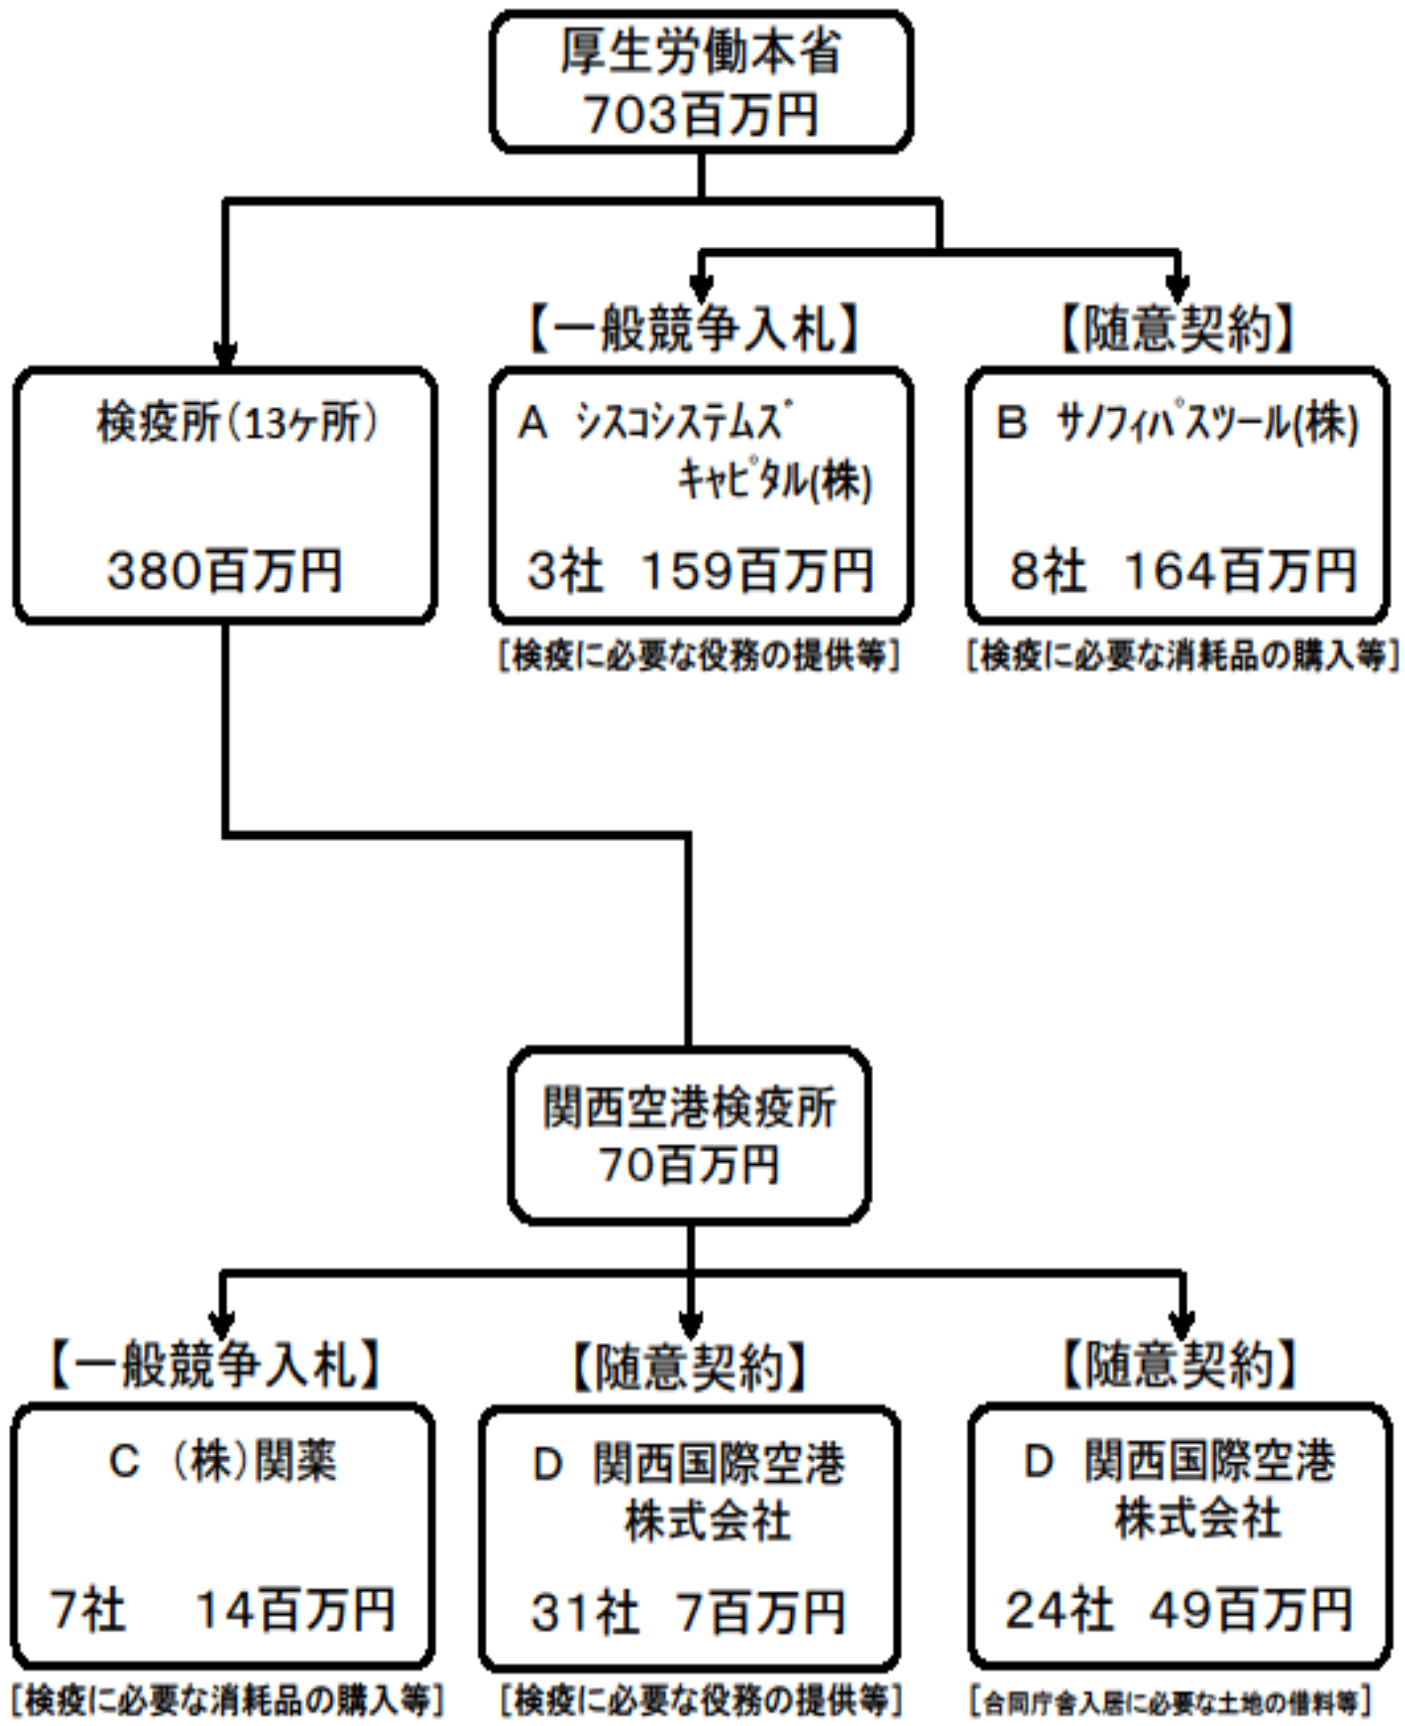 厚生労働本省
703百万円
【一般競争入札】
【随意契約】
検疫所(13ヶ所)
380百万円
A ｼｽｺｼｽﾃﾑｽﾞ
ｷｬﾋﾟﾀﾙ(株)
3社 159百万円
B ｻﾉﾌｨﾊﾟｽﾂｰﾙ(株)
8社 164百万円
[検疫に必要な役務の提供等]
[検疫に必要な消耗品の購入等]
関西空港検疫所
70百万円
【一般競争入札】
【随意契約】
【随意契約】
C (株)関薬
7社 14百万円
D 関西国際空港
株式会社
31社 7百万円
D 関西国際空港
株式会社
24社 49百万円
[検疫に必要な消耗品の購入等]
[検疫に必要な役務の提供等]
[合同庁舎入居に必要な土地の借料等]